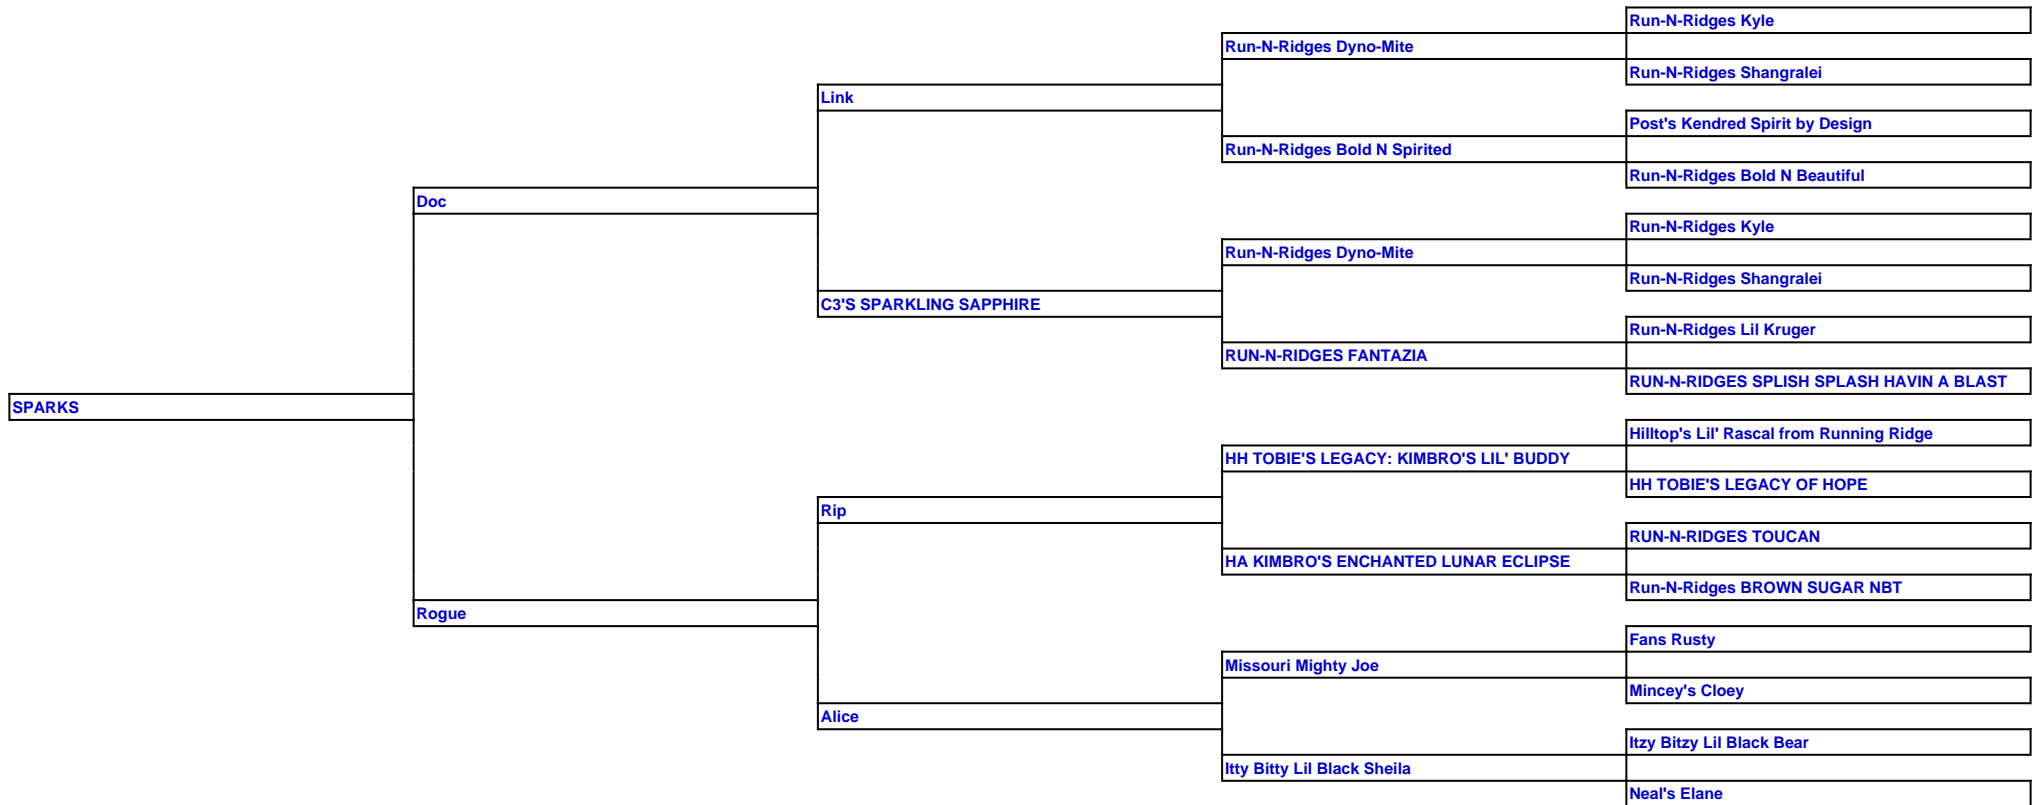 Run-N-Ridges Kyle
Run-N-Ridges Dyno-Mite
Run-N-Ridges Shangralei
Link
Post's Kendred Spirit by Design
Run-N-Ridges Bold N Spirited
Run-N-Ridges Bold N Beautiful
Doc
Run-N-Ridges Kyle
Run-N-Ridges Dyno-Mite
Run-N-Ridges Shangralei
C3'S SPARKLING SAPPHIRE
Run-N-Ridges Lil Kruger
RUN-N-RIDGES FANTAZIA
RUN-N-RIDGES SPLISH SPLASH HAVIN A BLAST
SPARKS
Hilltop's Lil' Rascal from Running Ridge
HH TOBIE'S LEGACY: KIMBRO'S LIL' BUDDY
HH TOBIE'S LEGACY OF HOPE
Rip
RUN-N-RIDGES TOUCAN
HA KIMBRO'S ENCHANTED LUNAR ECLIPSE
Run-N-Ridges BROWN SUGAR NBT
Rogue
Fans Rusty
Missouri Mighty Joe
Mincey's Cloey
Alice
Itzy Bitzy Lil Black Bear
Itty Bitty Lil Black Sheila
Neal's Elane